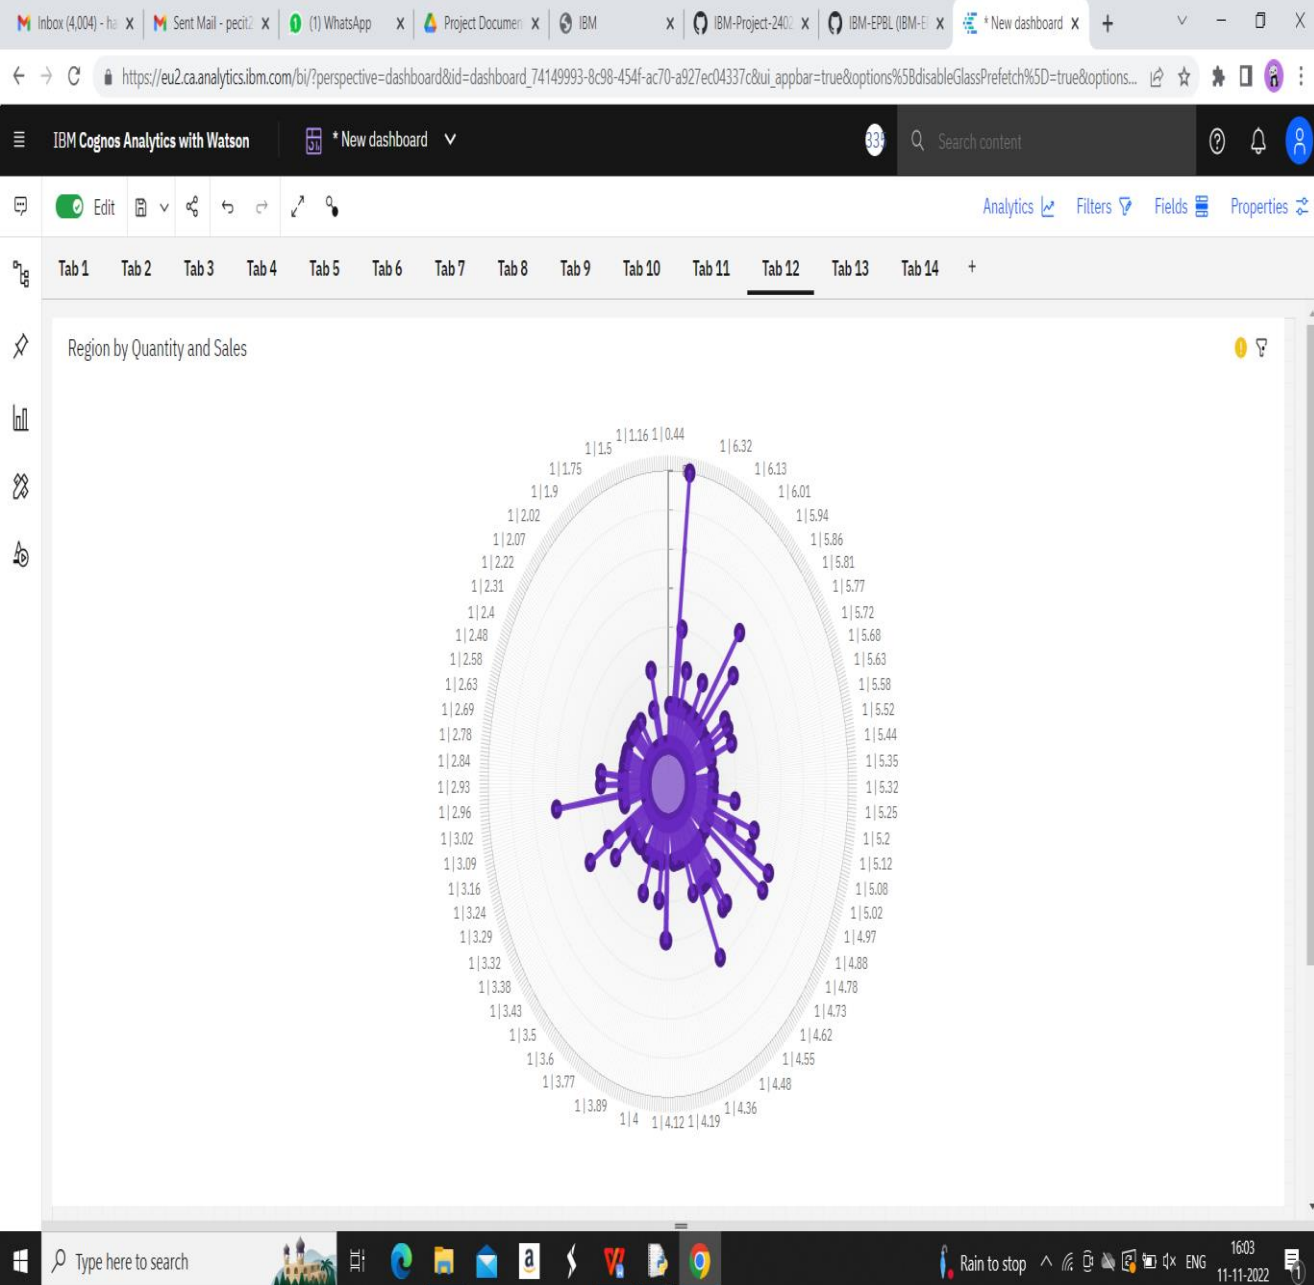 Inbox (4,004) - ha
Sent Mail - pecit2
(1) WhatsApp
Project Documen
IBM
IBM-Project-2402
IBM-EPBL (IBM-E
* New dashboard
https://eu2.ca.analytics.ibm.com/bi/?perspective=dashboard&id=dashboard_74149993-8c98-454f-ac70-a927ec04337c&ui_appbar=true&options%5BdisableGlassPrefetch%5D=true&options...
IBM Cognos Analytics with Watson
* New dashboard
Search content
Edit
Analytics
Filters
Fields
Properties
Tab 1 Tab 2 Tab 3 Tab 4 Tab 5 Tab 6 Tab 7 Tab 8 Tab 9 Tab 10 Tab 11 Tab 12 Tab 13 Tab 14 +
Region by Quantity and Sales
1 | 0.44
1 | 6.32
1 | 6.13
1 | 6.01
1 | 5.94
1 | 5.86
1 | 5.81
1 | 5.77
1 | 5.72
1 | 5.68
1 | 5.63
1 | 5.58
1 | 5.52
1 | 5.44
1 | 5.35
1 | 5.32
1 | 5.25
1 | 5.2
1 | 5.12
1 | 5.08
1 | 5.02
1 | 4.97
1 | 4.88
1 | 4.78
1 | 4.73
1 | 4.62
1 | 4.55
1 | 4.48
1 | 4.36
1 | 4.19
1 | 4.12
1 | 4
1 | 3.89
1 | 3.77
1 | 3.6
1 | 3.5
1 | 3.43
1 | 3.38
1 | 3.32
1 | 3.29
1 | 3.24
1 | 3.16
1 | 3.09
1 | 3.02
1 | 2.96
1 | 2.93
1 | 2.84
1 | 2.78
1 | 2.69
1 | 2.63
1 | 2.58
1 | 2.48
1 | 2.4
1 | 2.31
1 | 2.22
1 | 2.07
1 | 2.02
1 | 1.9
1 | 1.75
1 | 1.5
1 | 1.16
Type here to search
Rain to stop
ENG
16:03
11-11-2022